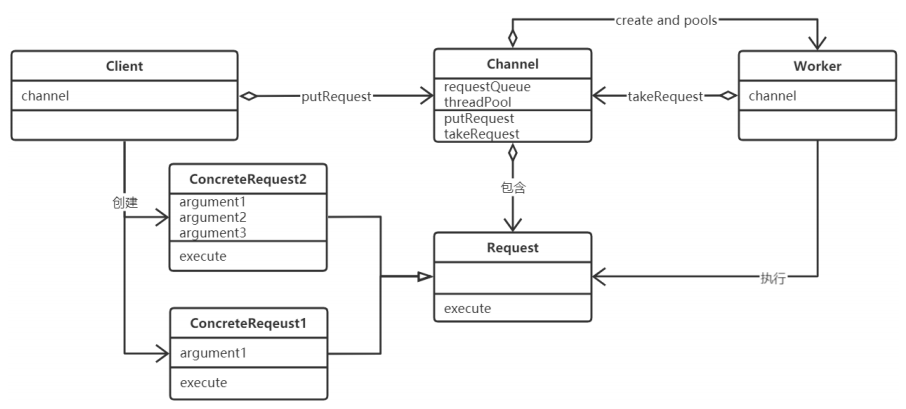 create and pools
Client
channel
putRequest
Channel
requestQueue
threadPool
putRequest
takeRequest
takeRequest
Worker
channel
创建
ConcreteRequest2
argument1
argument2
argument3
execute
包含
Request
execute
执行
ConcreteReqeust1
argument1
execute